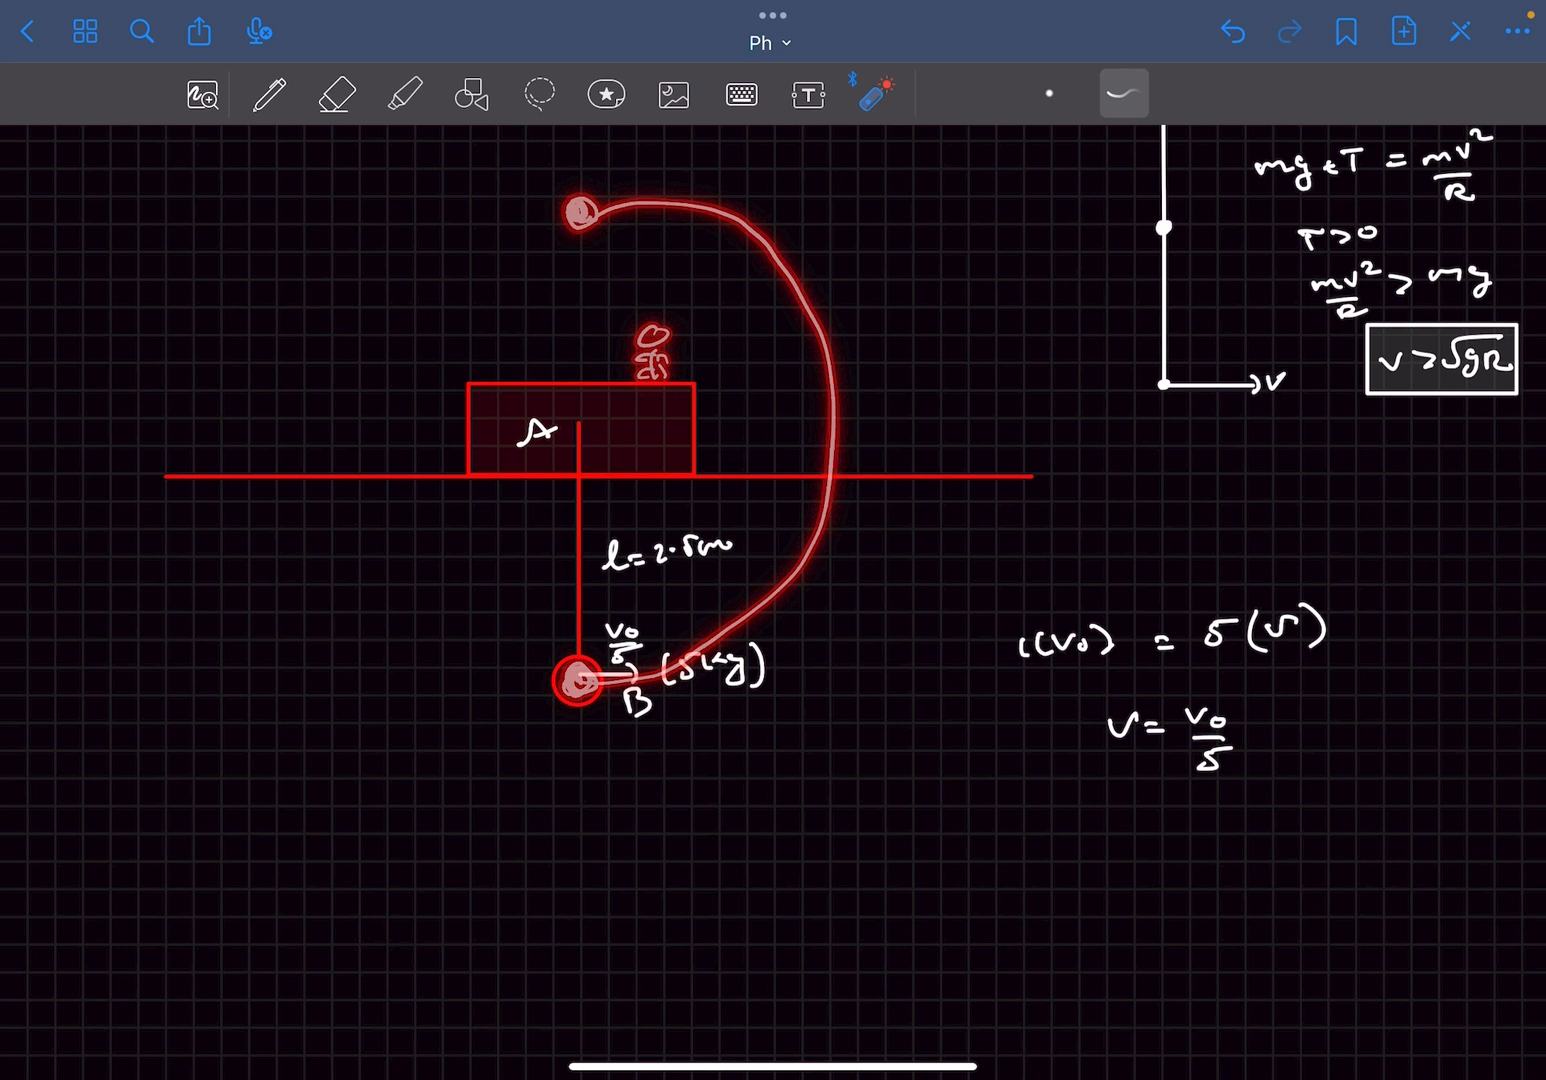 Ph
T
mg + T = mv²/R
T > 0
mv²/R > mg
v > √gR
→ v
A
l = 2.5m
v₀/5
B (5kg)
1(v₀) = 5(v)
v = v₀/5